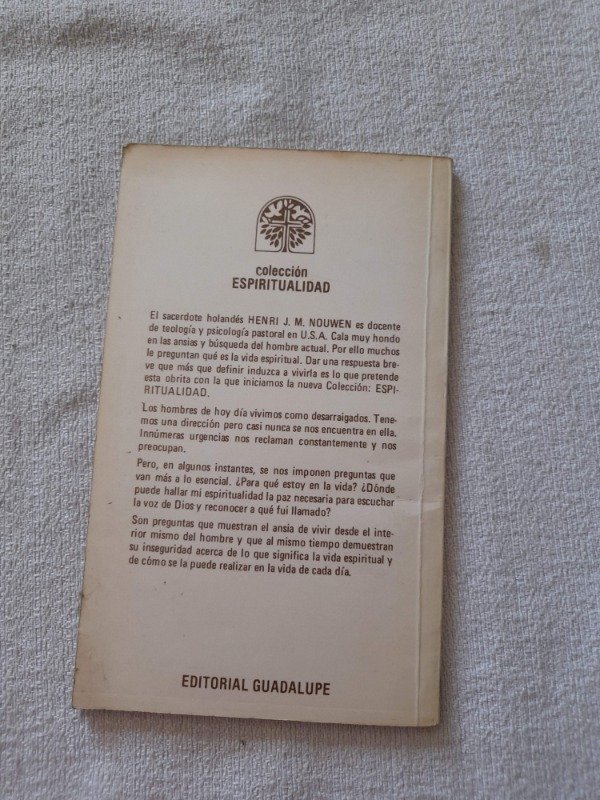 colección
ESPIRITUALIDAD
El sacerdote holandés HENRI J. M. NOUWEN es docente
de teología y psicología pastoral en U.S.A. Cala muy hondo
en las ansias y búsqueda del hombre actual. Por ello muchos
le preguntan qué es la vida espiritual. Dar una respuesta bre-
ve que más que definir induzca a vivirla es lo que pretende
esta obrita con la que iniciamos la nueva Colección: ESPI-
RITUALIDAD.
Los hombres de hoy día vivimos como desarraigados. Tene-
mos una dirección pero casi nunca se nos encuentra en ella.
Innúmeras urgencias nos reclaman constantemente y nos
preocupan.
Pero, en algunos instantes, se nos imponen preguntas que
van más a lo esencial. ¿Para qué estoy en la vida? ¿Dónde
puede hallar mi espiritualidad la paz necesaria para escuchar
la voz de Dios y reconocer a qué fui llamado?
Son preguntas que muestran el ansia de vivir desde el inte-
rior mismo del hombre y que al mismo tiempo demuestran
su inseguridad acerca de lo que significa la vida espiritual y
de cómo se la puede realizar en la vida de cada día.
EDITORIAL GUADALUPE